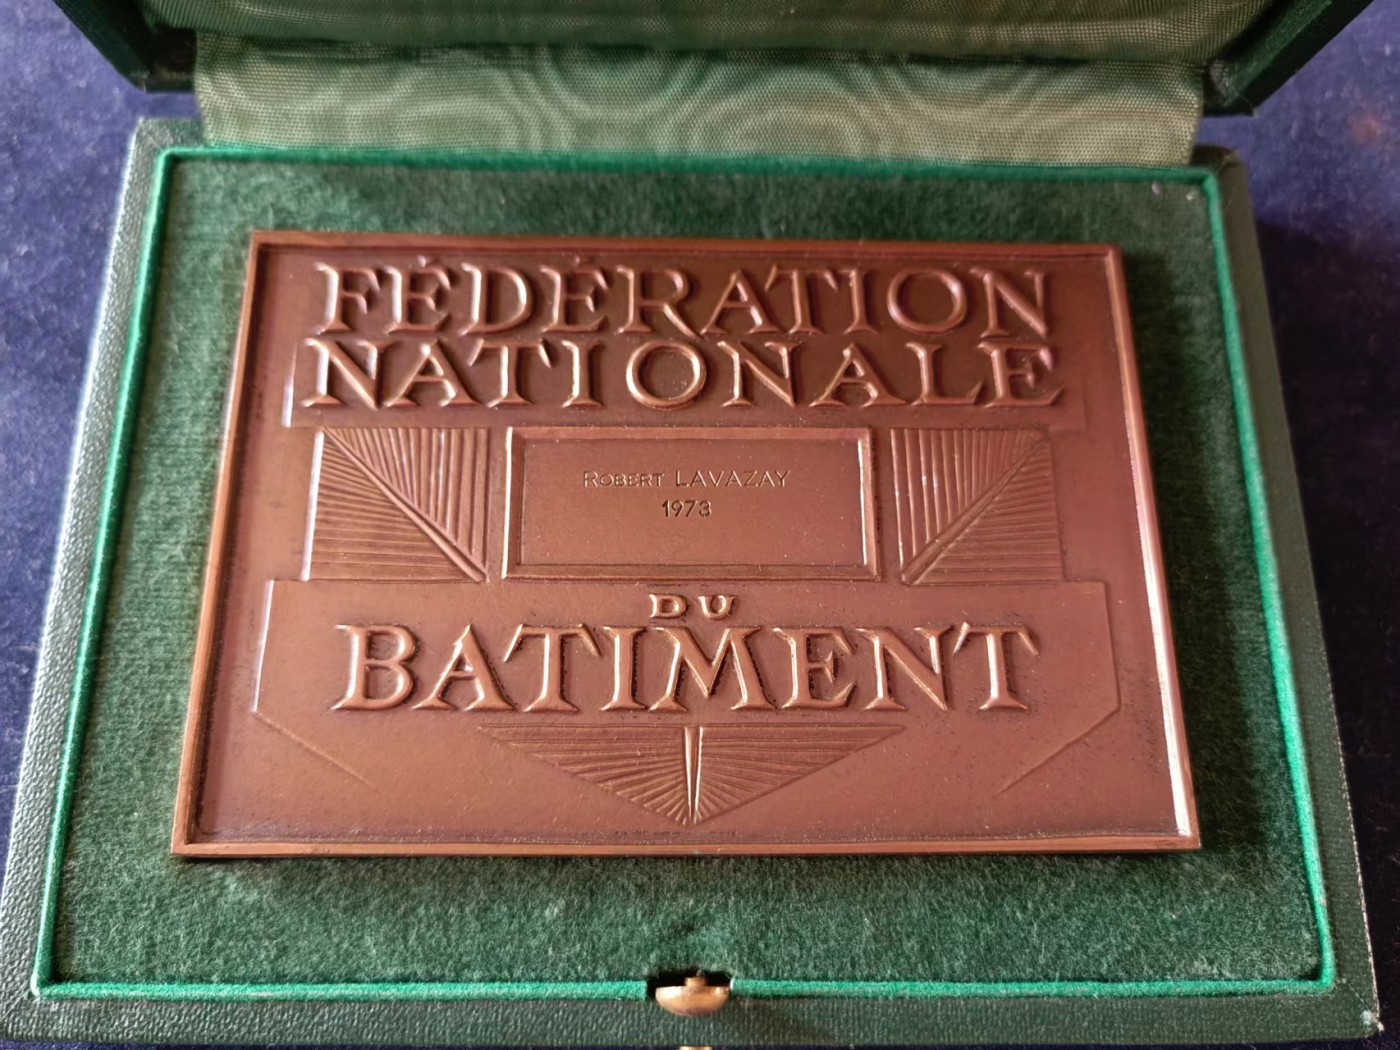 FÉDÉRATION
NATIONALE
ROBERT LAVAZAY
1973
DU
BATIMENT